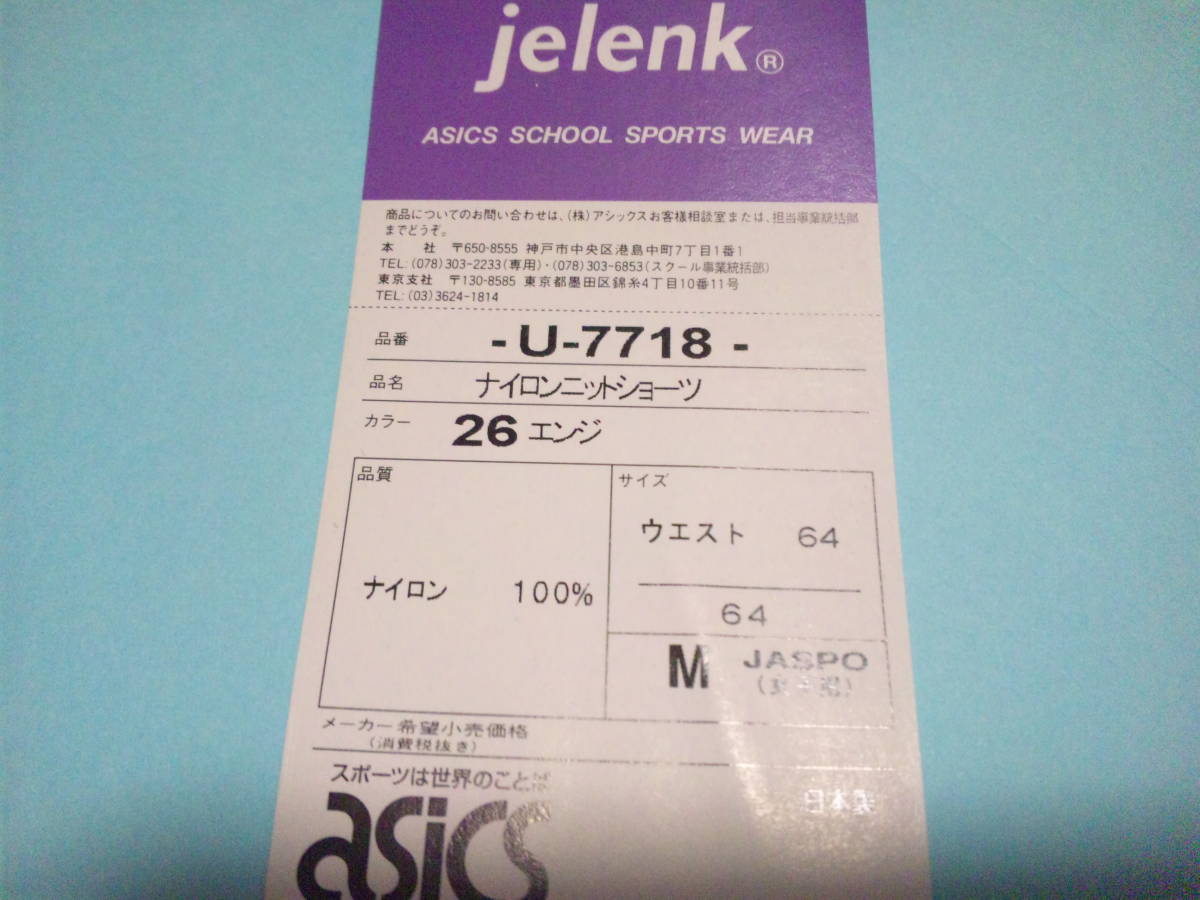 jelenk®
ASICS SCHOOL SPORTS WEAR
商品についてのお問い合わせは、(株)アシックスお客様相談室または、担当事業統括部
までどうぞ。
本 社 〒650-8555 神戸市中央区港島中町7丁目1番1
TEL:(078)303-2233(専用)・(078)303-6853(スクール事業統括部)
東京支社 〒130-8585 東京都墨田区錦糸4丁目10番11号
TEL:(03)3624-1814
品番 -U-7718-
品名 ナイロンニットショーツ
カラー 26 エンジ
品質
ナイロン 100%
サイズ
ウエスト 64
64
M JASPO
メーカー希望小売価格
(消費税抜き)
スポーツは世界のことば
asics